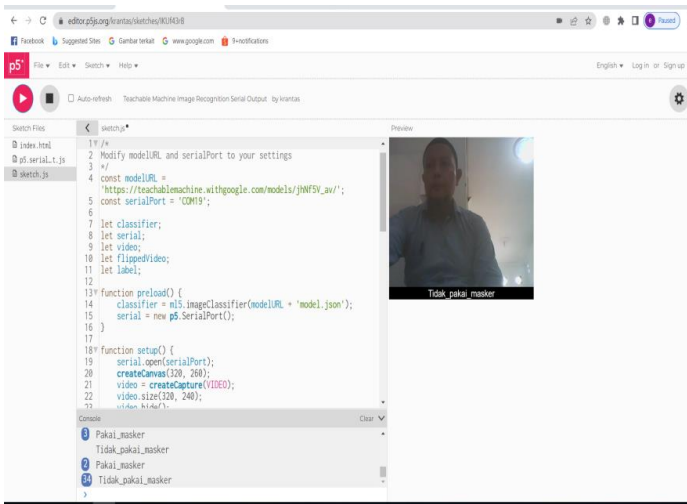 editor.p5js.org/krantas/sketches/IKUf43r8
Paused
Facebook
Suggested Sites
Gambar terkait
www.google.com
9+notifications
p5*
File
Edit
Sketch
Help
English
Log in or Sign up
Auto-refresh
Teachable Machine Image Recognition Serial Output by krantas
Sketch Files
sketch.js
Preview
index.html
p5.serial_t.js
sketch.js
1 /*
2 Modify modelURL and serialPort to your settings
3 */
4 const modelURL =
'https://teachablemachine.withgoogle.com/models/jhNf5V_av/';
5 const serialPort = 'COM19';
6
7 let classifier;
8 let serial;
9 let video;
10 let flippedVideo;
11 let label;
12
13 function preload() {
14 classifier = ml5.imageClassifier(modelURL + 'model.json');
15 serial = new p5.SerialPort();
16 }
17
18 function setup() {
19 serial.open(serialPort);
20 createCanvas(320, 260);
21 video = createCapture(VIDEO);
22 video.size(320, 240);
23 video.hide();
Tidak_pakai_masker
Console
Clear
3 Pakai_masker
Tidak_pakai_masker
2 Pakai_masker
34 Tidak_pakai_masker